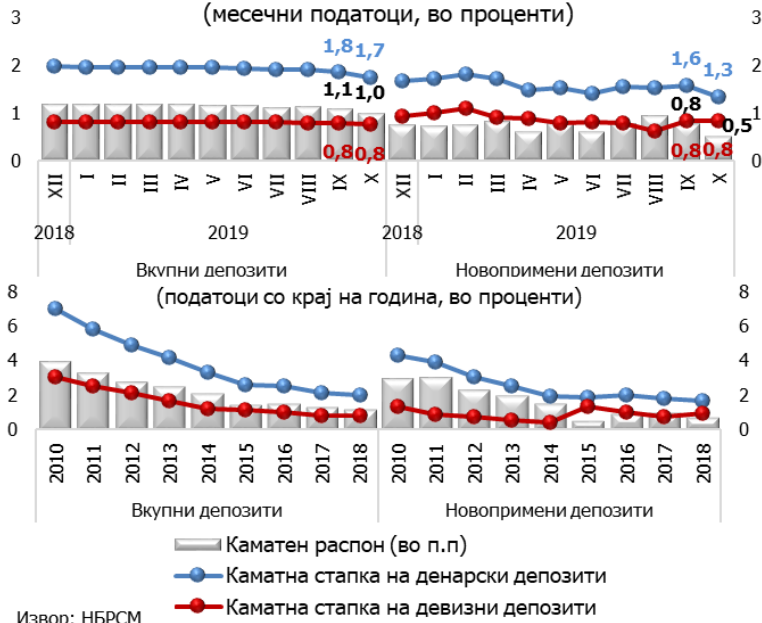 (месечни податоци, во проценти)
3 3
2 2
1 1
0 0
1,8 1,7
1,1 1,0
0,8 0,8
1,6 1,3
0,8 0,5
0,8 0,8
XII I II III IV V VI VII VIII IX X XII I II III IV V VI VII VIII IX X
2018 2019 2018 2019
Вкупни депозити Новопримени депозити
(податоци со крај на година, во проценти)
8 8
6 6
4 4
2 2
0 0
2010 2011 2012 2013 2014 2015 2016 2017 2018 2010 2011 2012 2013 2014 2015 2016 2017 2018
Вкупни депозити Новопримени депозити
Каматен распон (во п.п)
Каматна стапка на денарски депозити
Каматна стапка на девизни депозити
Извор: НБРСМ